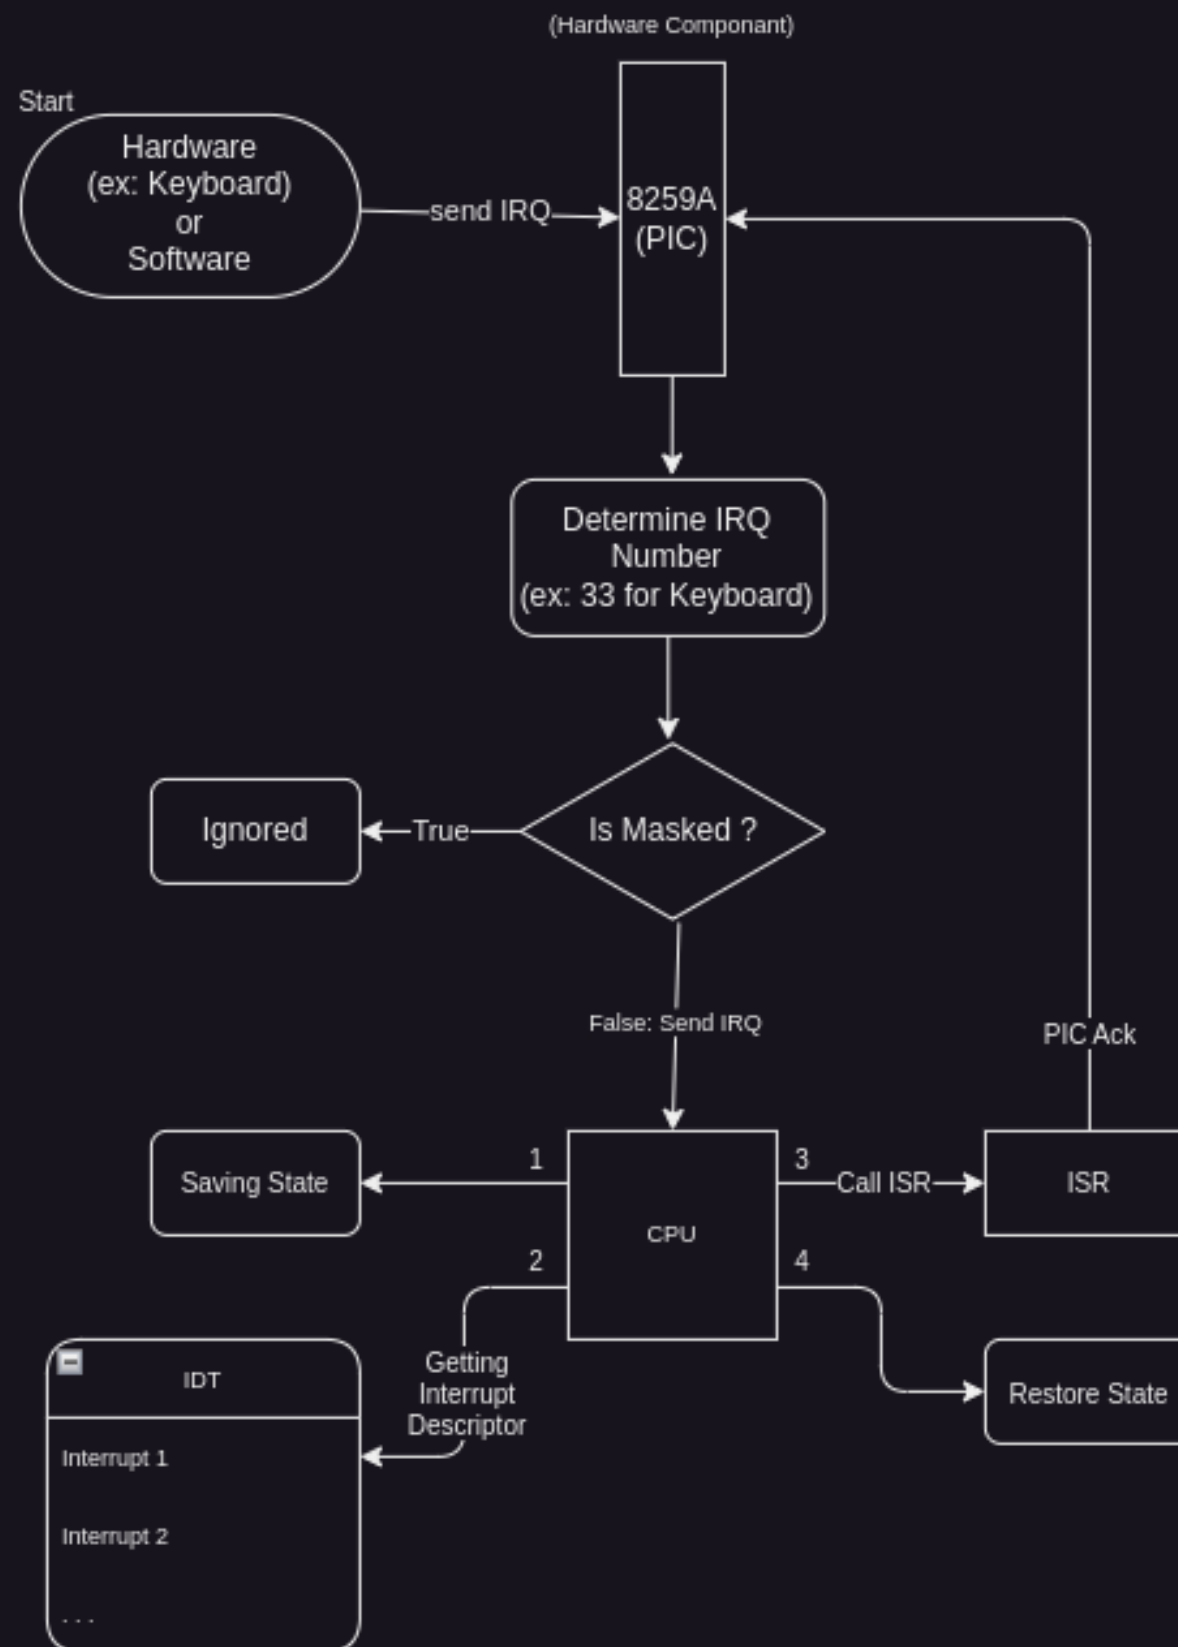 (Hardware Componant)
Start
Hardware
(ex: Keyboard)
or
Software
send IRQ
8259A
(PIC)
Determine IRQ
Number
(ex: 33 for Keyboard)
Is Masked ?
True
Ignored
False: Send IRQ
PIC Ack
Saving State
1
CPU
3
Call ISR
ISR
2
4
Getting
Interrupt
Descriptor
Restore State
IDT
Interrupt 1
Interrupt 2
. . .